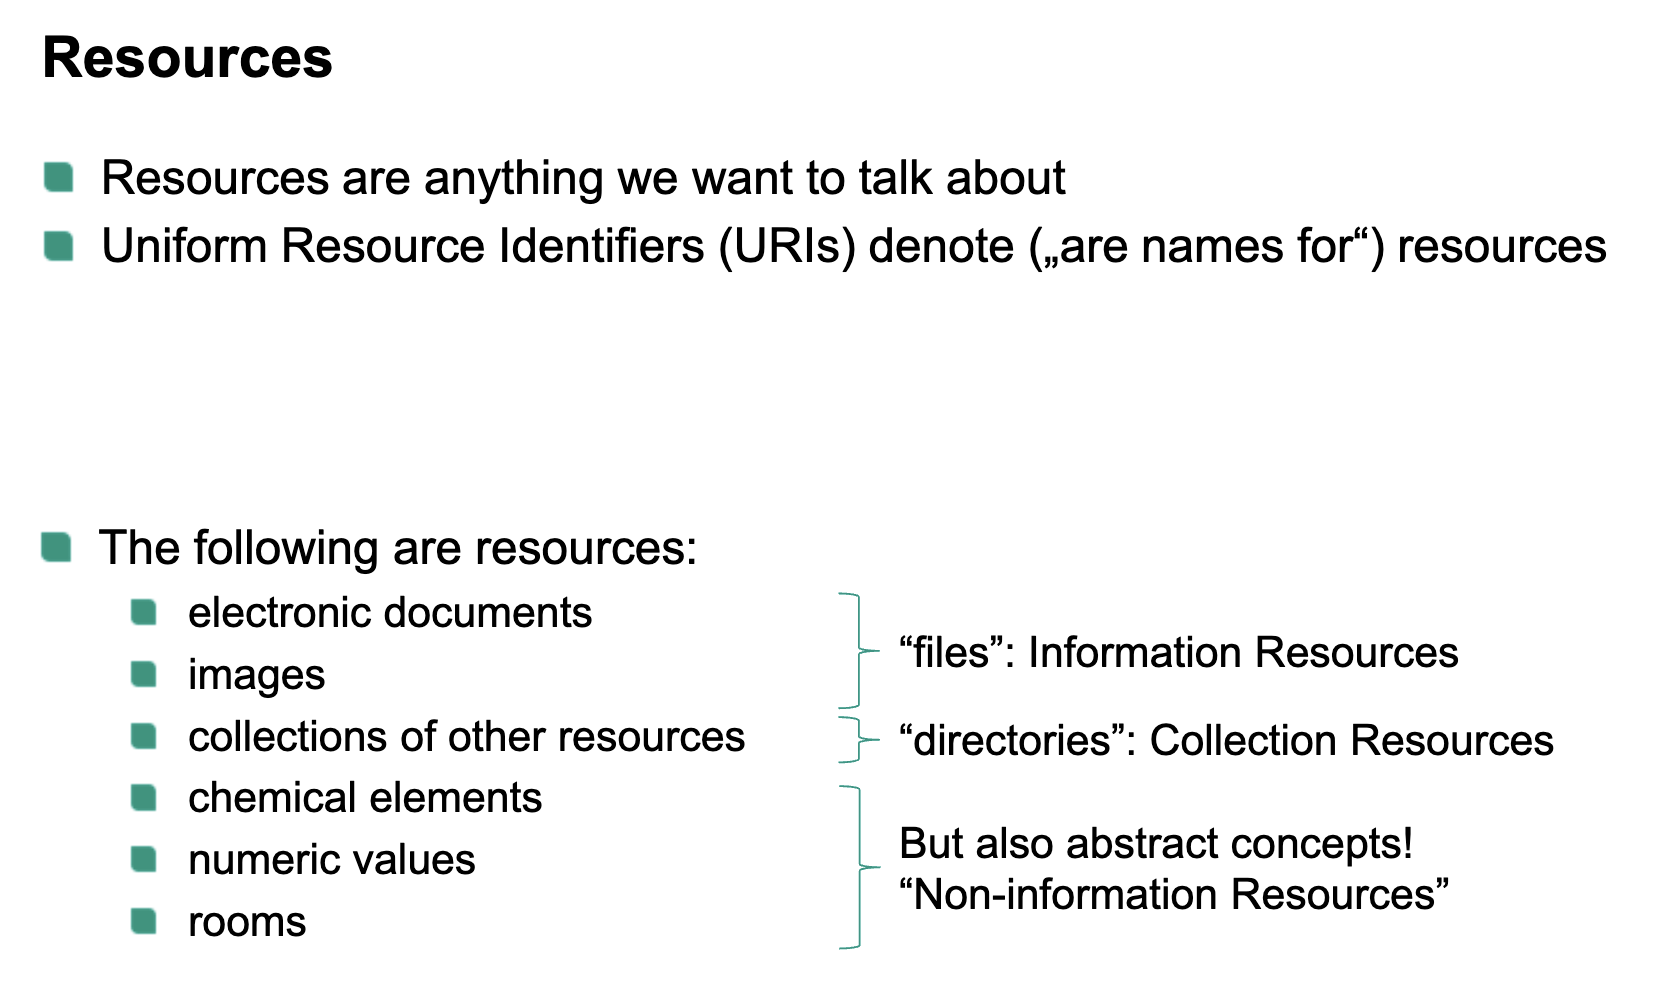 Resources
Resources are anything we want to talk about
Uniform Resource Identifiers (URIs) denote („are names for“) resources
The following are resources:
electronic documents
images
“files”: Information Resources
collections of other resources
“directories”: Collection Resources
chemical elements
numeric values
rooms
But also abstract concepts!
“Non-information Resources”